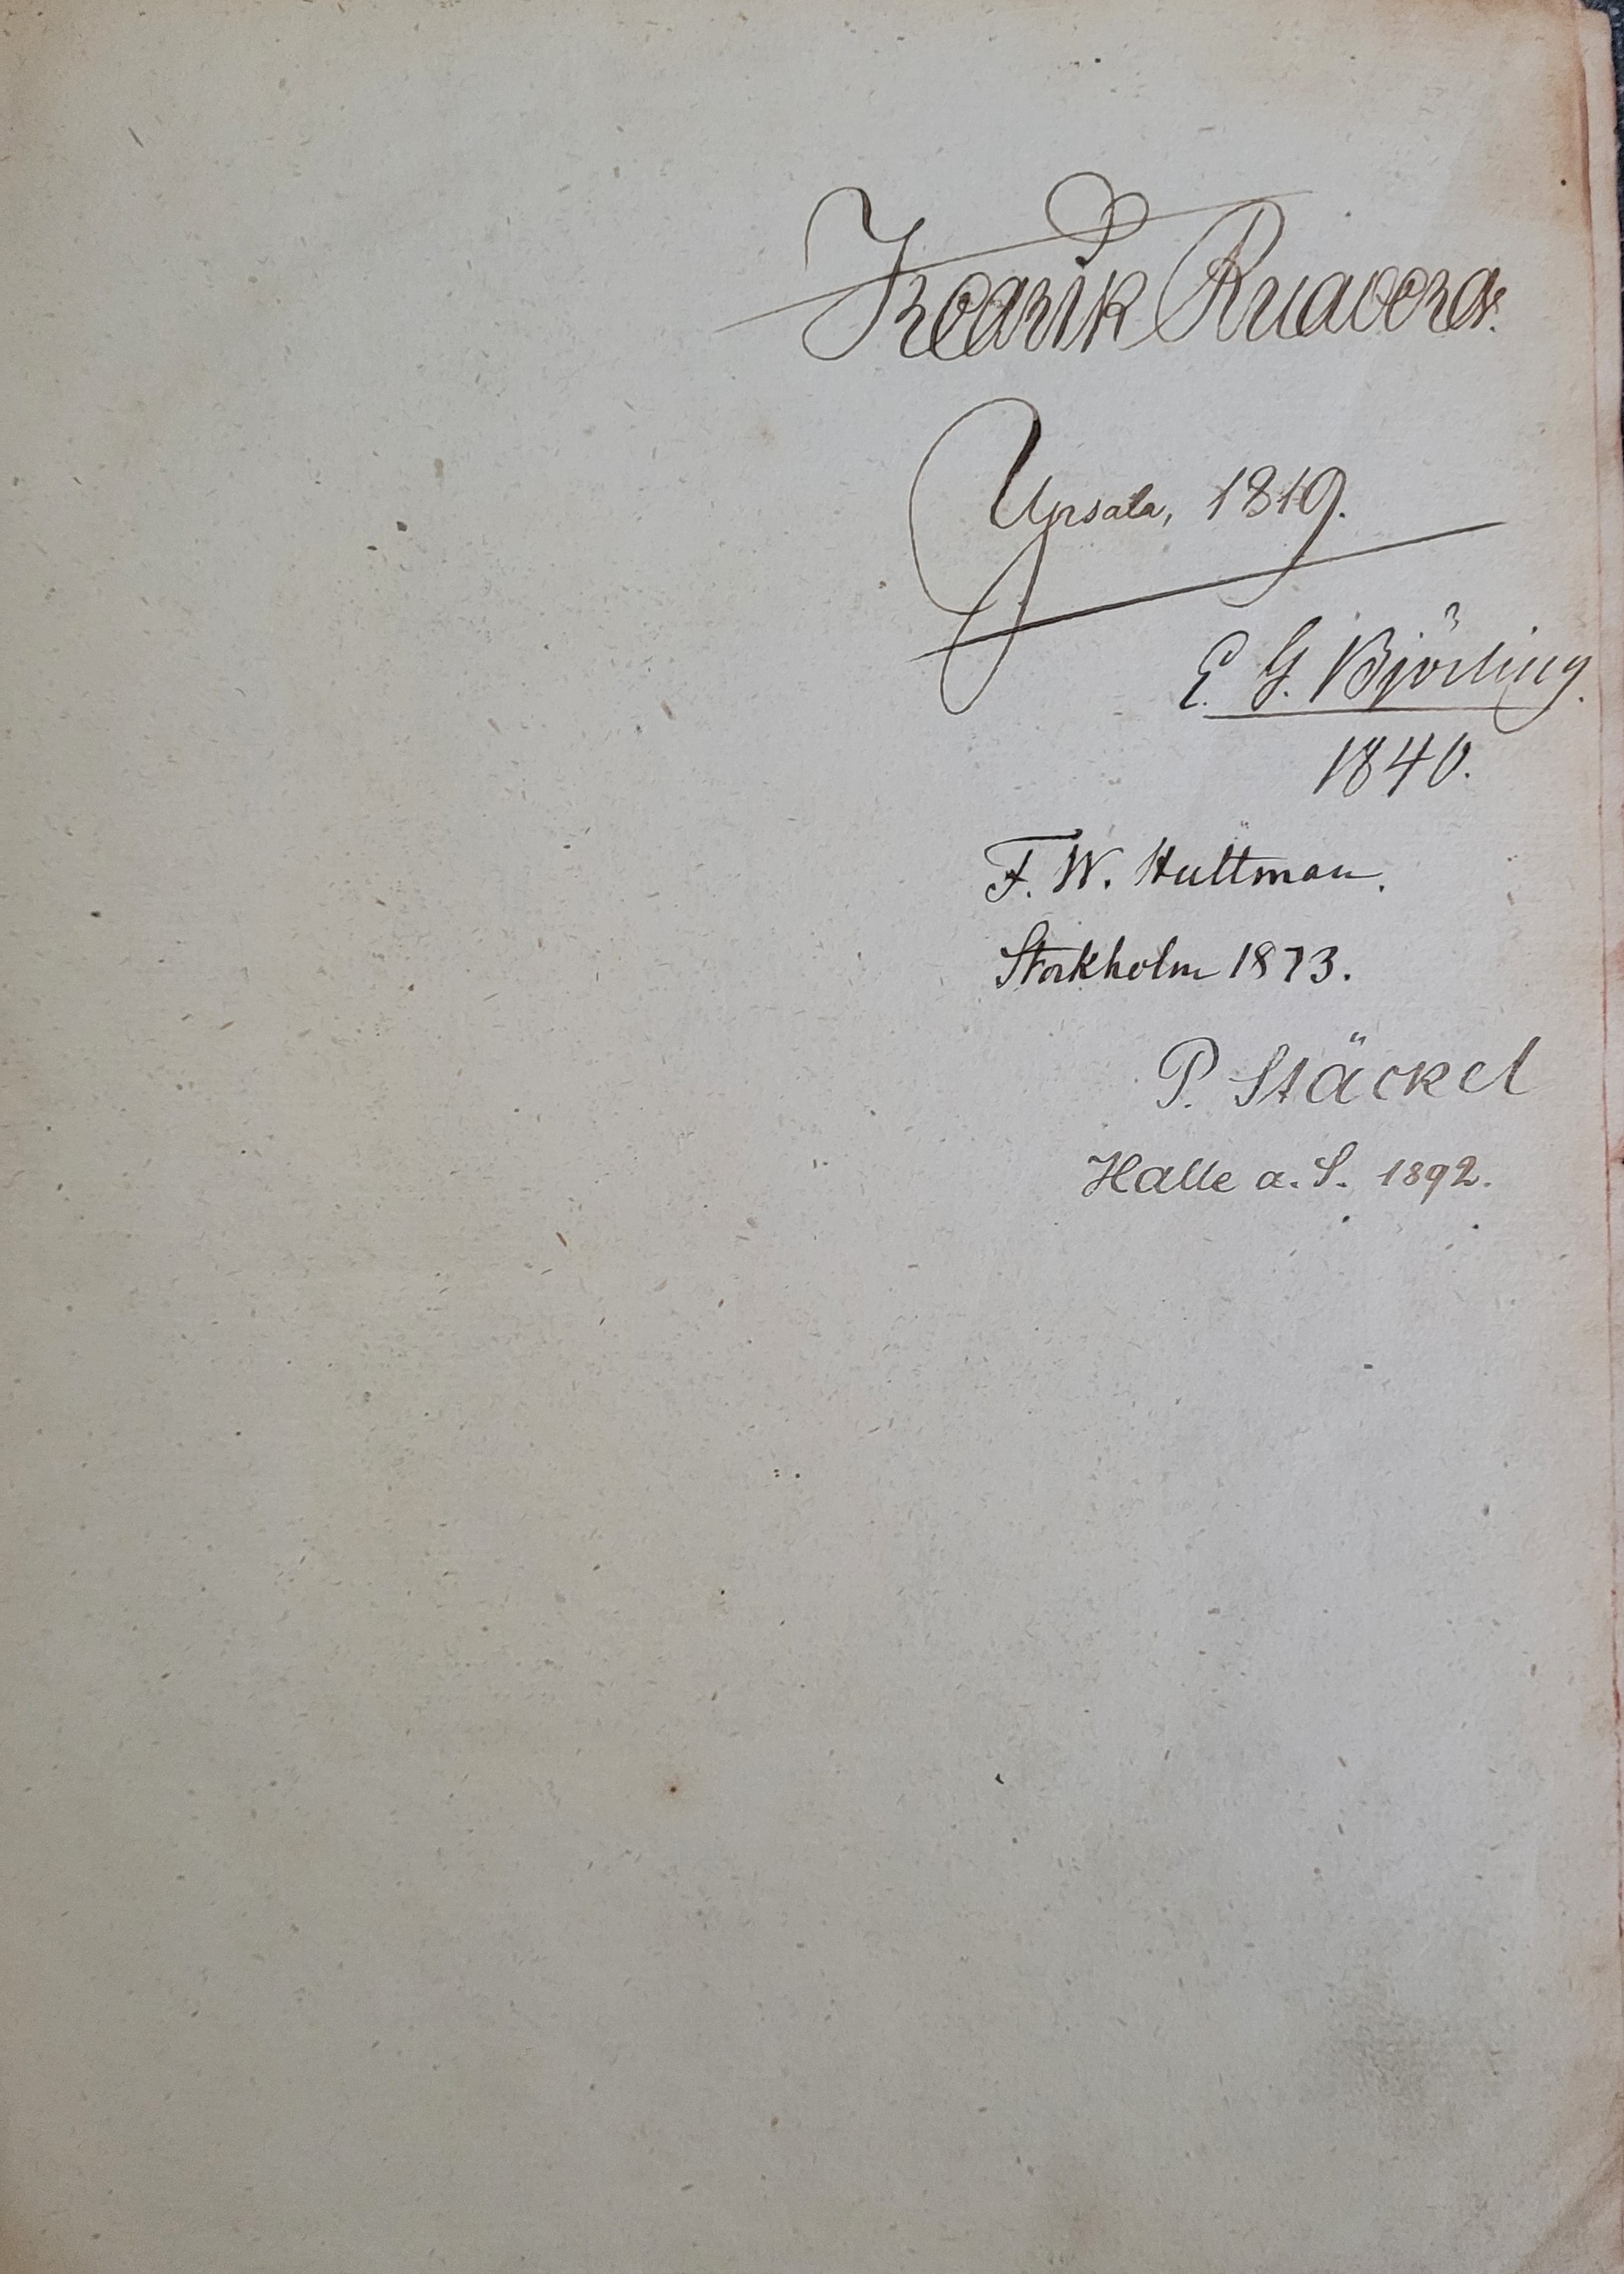 Fredrik Rudberg.
Upsala, 1819.
E. G. Björling.
1840.
F. W. Hultman.
Stockholm 1873.
P. Stäckel
Halle a. S. 1892.